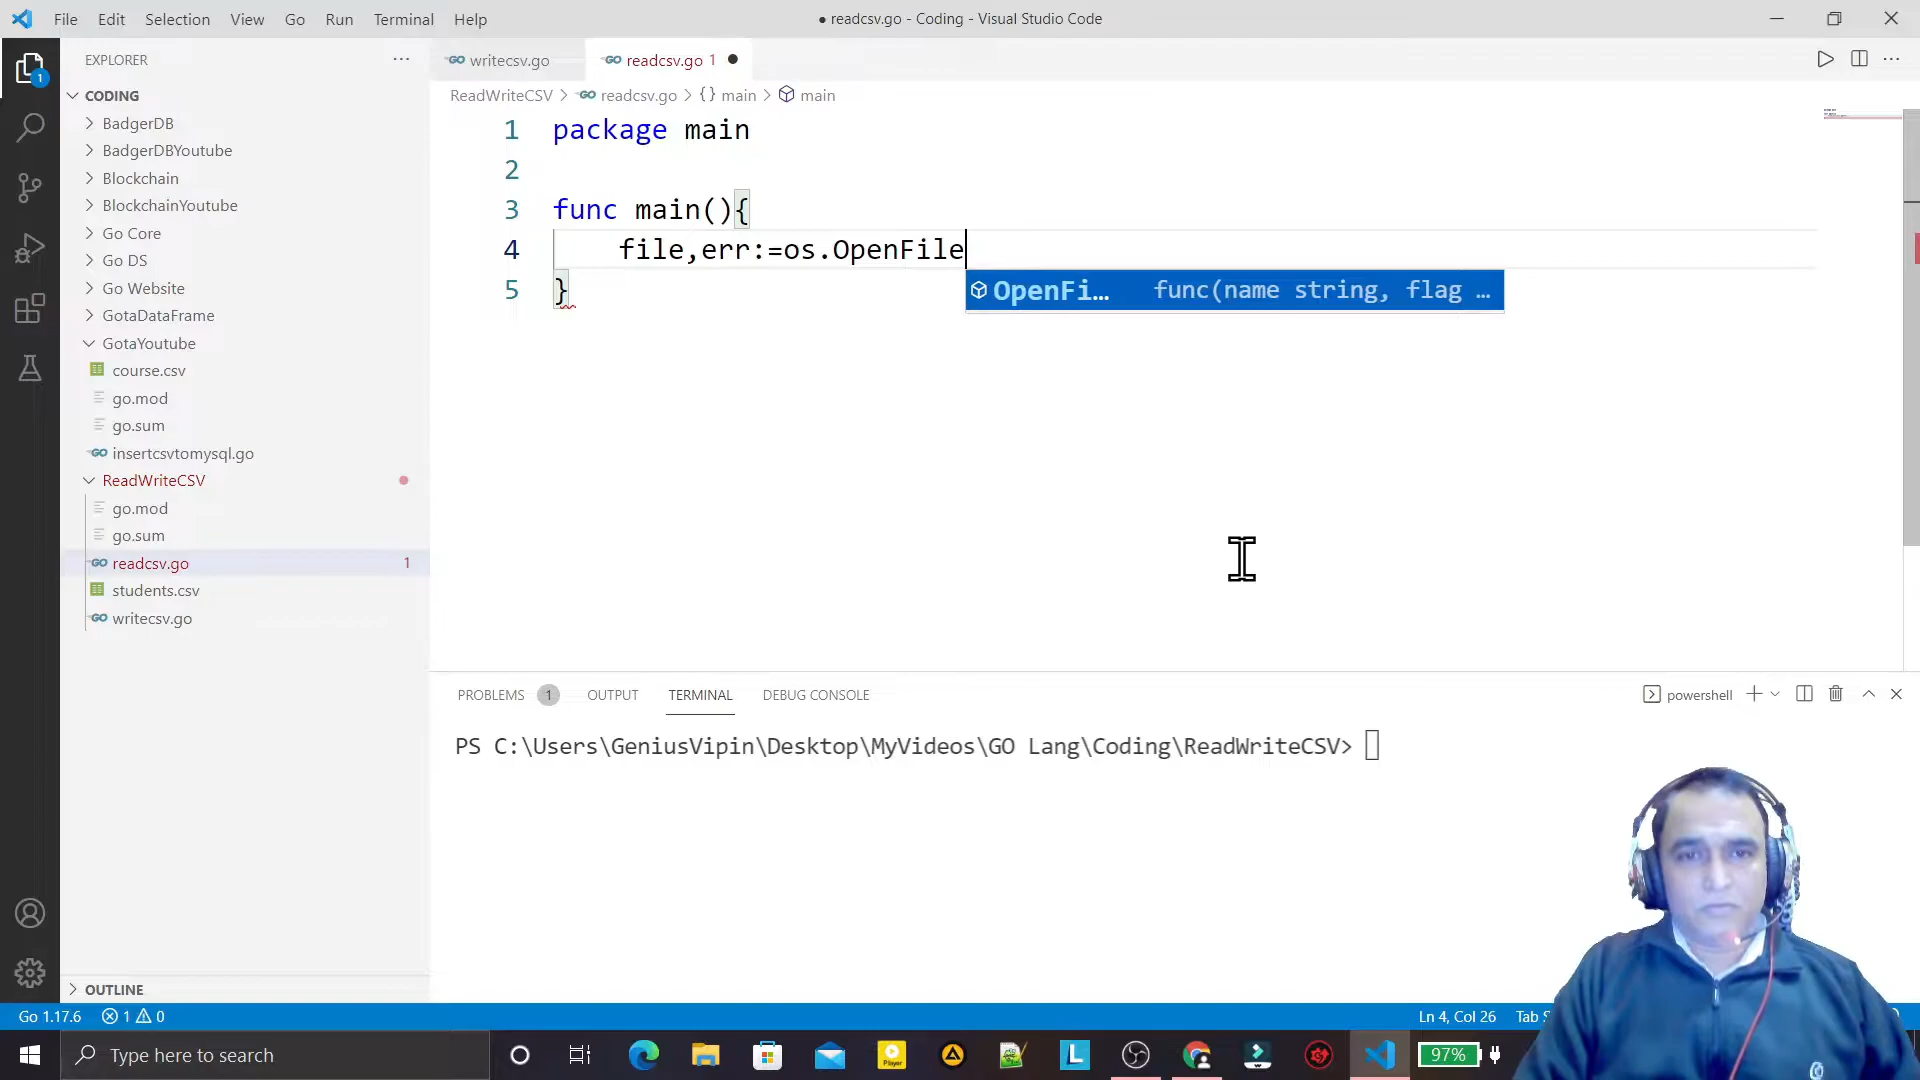 File Edit Selection View Go Run Terminal Help
● readcsv.go - Coding - Visual Studio Code
EXPLORER
CODING
BadgerDB
BadgerDBYoutube
Blockchain
BlockchainYoutube
Go Core
Go DS
Go Website
GotaDataFrame
GotaYoutube
course.csv
go.mod
go.sum
insertcsvtomysql.go
ReadWriteCSV
go.mod
go.sum
readcsv.go 1
students.csv
writecsv.go
OUTLINE
writecsv.go
readcsv.go 1
ReadWriteCSV > readcsv.go > {} main > main
1 package main
2
3 func main(){
4 file,err:=os.OpenFile
OpenFi... func(name string, flag ...
5 }
PROBLEMS 1 OUTPUT TERMINAL DEBUG CONSOLE
powershell
PS C:\Users\GeniusVipin\Desktop\MyVideos\GO Lang\Coding\ReadWriteCSV>
1
Go 1.17.6 1 0
Ln 4, Col 26
Tab S
Type here to search
Player
L
97%